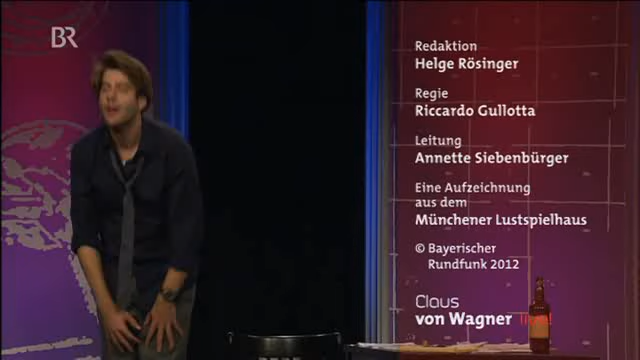 BR
Redaktion
Helge Rösinger
Regie
Riccardo Gullotta
Leitung
Annette Siebenbürger
Eine Aufzeichnung
aus dem
Münchener Lustspielhaus
© Bayerischer
Rundfunk 2012
Claus
von Wagner live!